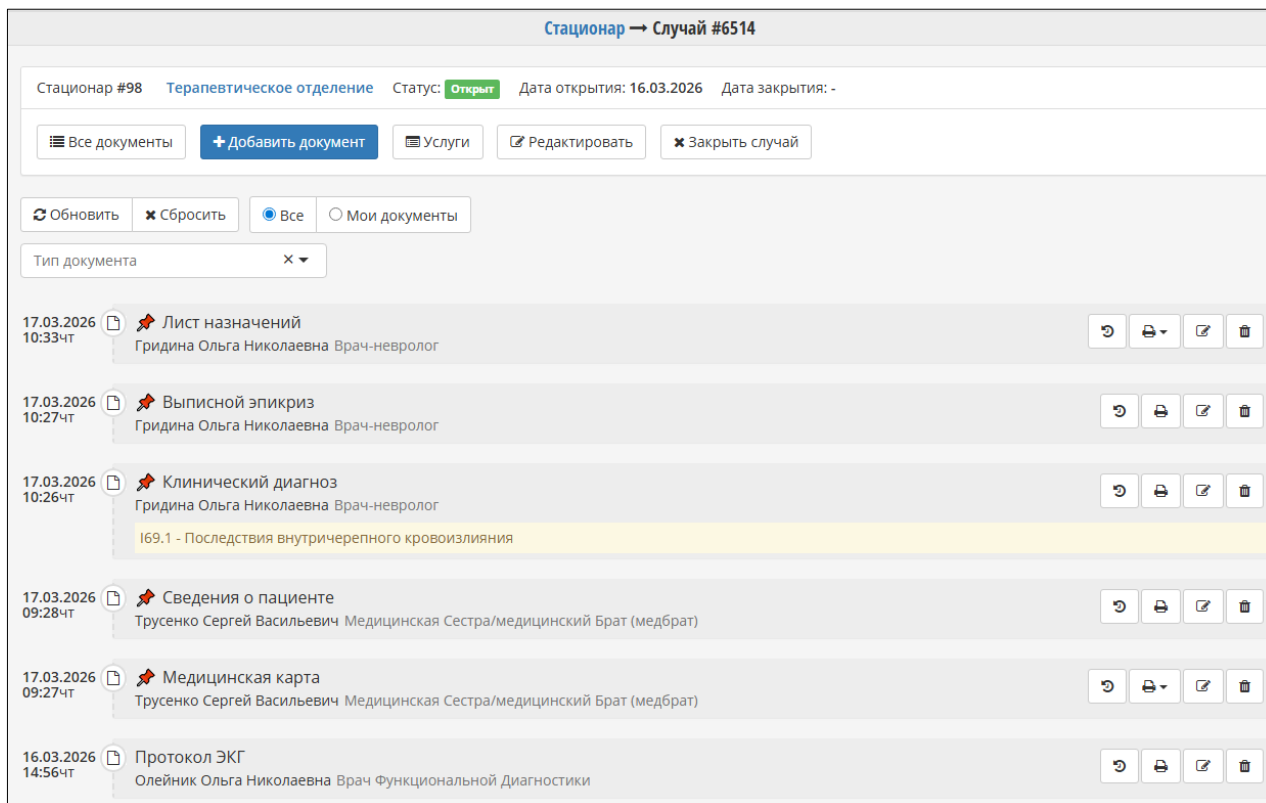 Стационар → Случай #6514
Стационар #98 Терапевтическое отделение Статус: Открыт Дата открытия: 16.03.2026 Дата закрытия: -
Все документы + Добавить документ Услуги Редактировать Закрыть случай
Обновить Сбросить Все Мои документы
Тип документа
17.03.2026 Лист назначений
10:33чт Гридина Ольга Николаевна Врач-невролог
17.03.2026 Выписной эпикриз
10:27чт Гридина Ольга Николаевна Врач-невролог
17.03.2026 Клинический диагноз
10:26чт Гридина Ольга Николаевна Врач-невролог
I69.1 - Последствия внутричерепного кровоизлияния
17.03.2026 Сведения о пациенте
09:28чт Трусенко Сергей Васильевич Медицинская Сестра/медицинский Брат (медбрат)
17.03.2026 Медицинская карта
09:27чт Трусенко Сергей Васильевич Медицинская Сестра/медицинский Брат (медбрат)
16.03.2026 Протокол ЭКГ
14:56чт Олейник Ольга Николаевна Врач Функциональной Диагностики